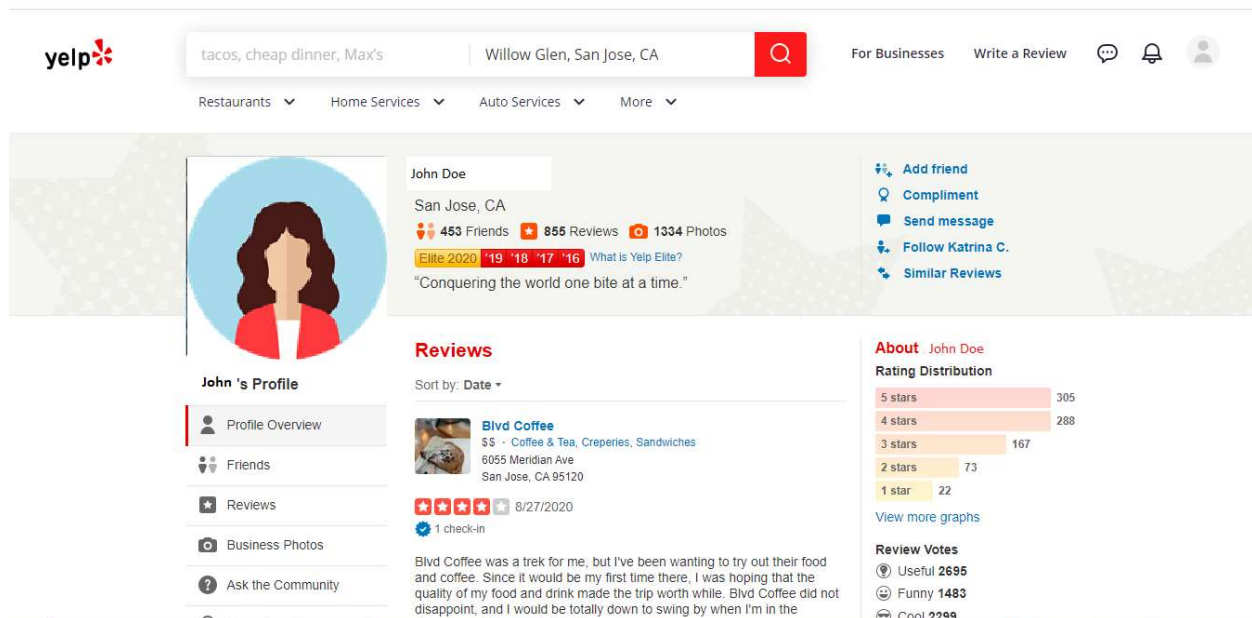 yelp
tacos, cheap dinner, Max's
Willow Glen, San Jose, CA
For Businesses
Write a Review
Restaurants
Home Services
Auto Services
More
John Doe
San Jose, CA
453 Friends 855 Reviews 1334 Photos
Elite 2020 '19 '18 '17 '16 What is Yelp Elite?
“Conquering the world one bite at a time.”
Add friend
Compliment
Send message
Follow Katrina C.
Similar Reviews
John 's Profile
Profile Overview
Friends
Reviews
Business Photos
Ask the Community
Reviews
Sort by: Date
Blvd Coffee
$$ · Coffee & Tea, Creperies, Sandwiches
6055 Meridian Ave
San Jose, CA 95120
8/27/2020
1 check-in
Blvd Coffee was a trek for me, but I've been wanting to try out their food
and coffee. Since it would be my first time there, I was hoping that the
quality of my food and drink made the trip worth while. Blvd Coffee did not
disappoint, and I would be totally down to swing by when I'm in the
About John Doe
Rating Distribution
5 stars 305
4 stars 288
3 stars 167
2 stars 73
1 star 22
View more graphs
Review Votes
Useful 2695
Funny 1483
Cool 2299